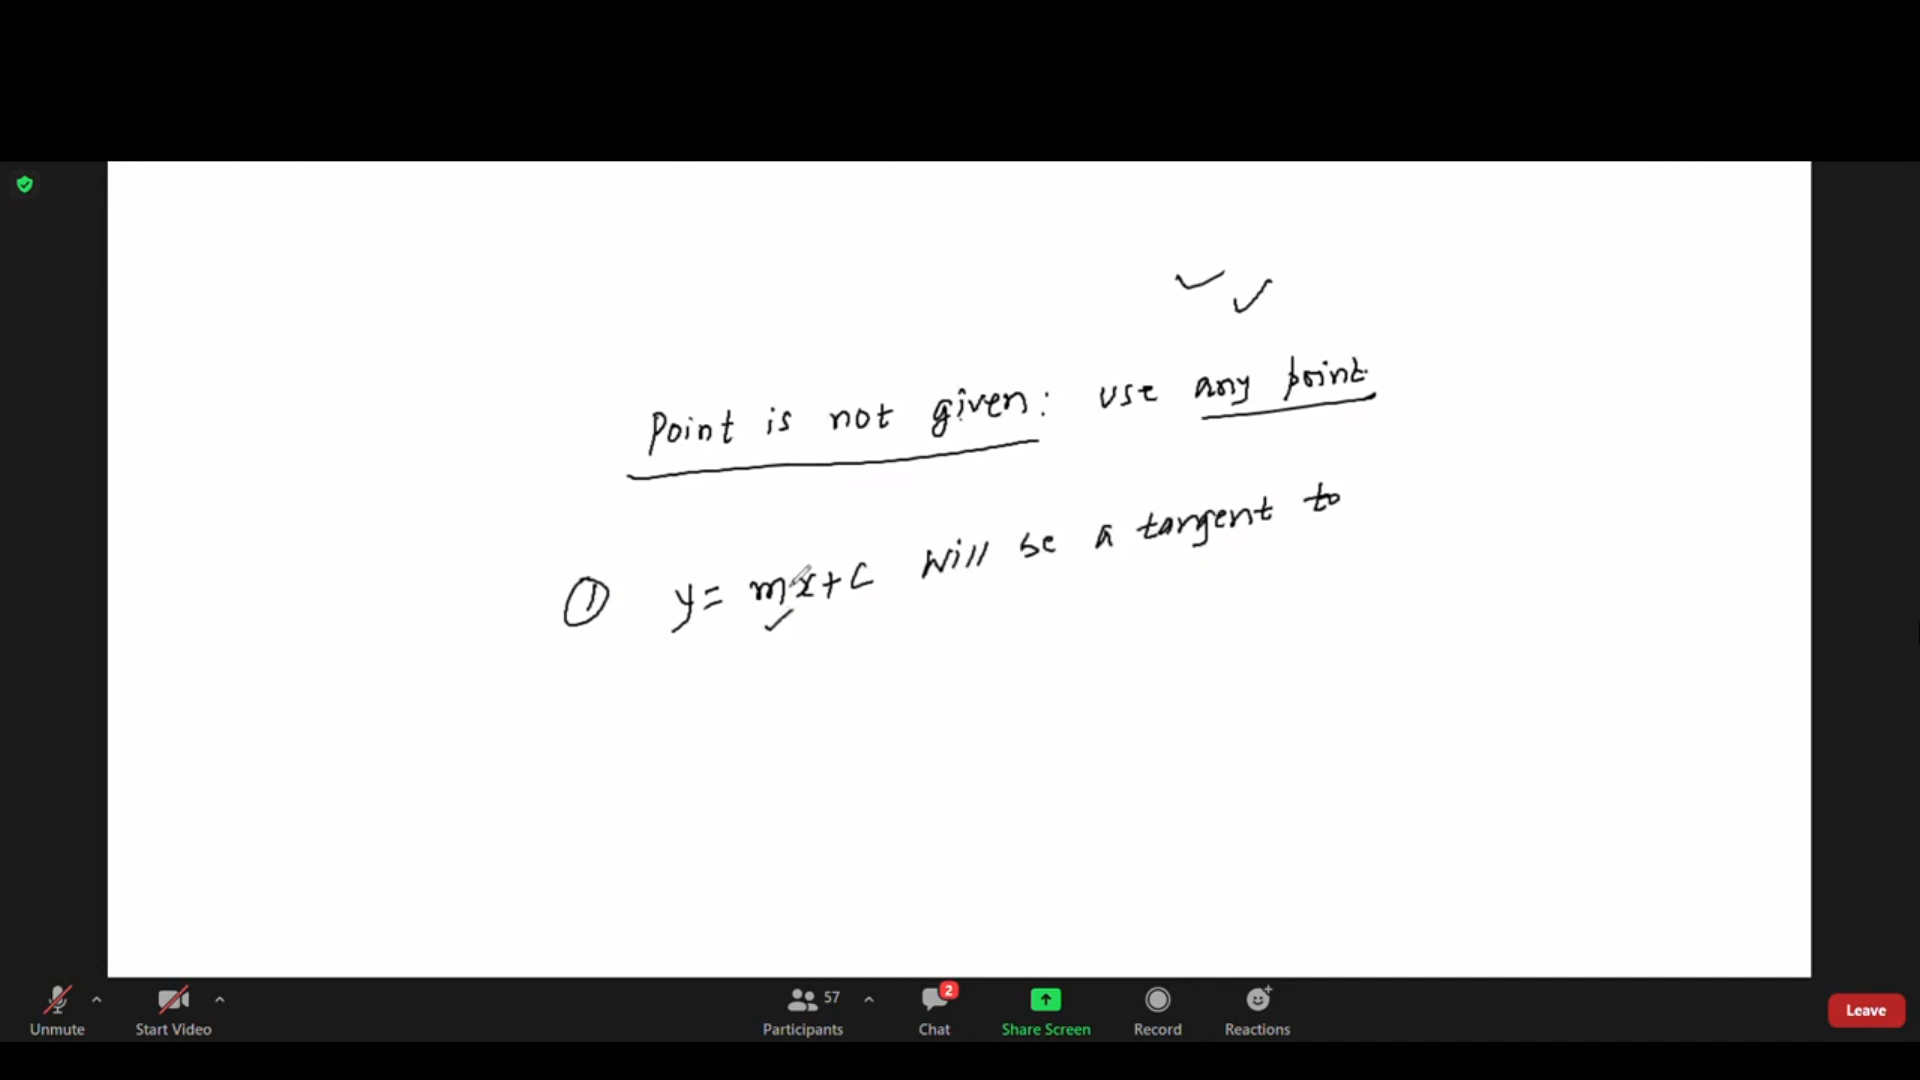 Point is not given: use any point
① y = mx + c will be a tangent to
Unmute
Start Video
57
Participants
2
Chat
Share Screen
Record
Reactions
Leave